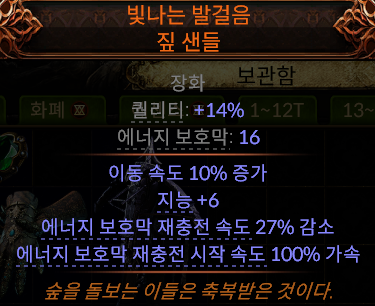 빛나는 발걸음
짚 샌들
보관함
장화
화폐
퀄리티: +14%
1~12T
13~
에너지 보호막: 16
이동 속도 10% 증가
지능 +6
에너지 보호막 재충전 속도 27% 감소
에너지 보호막 재충전 시작 속도 100% 가속
숲을 돌보는 이들은 축복받은 것이다.